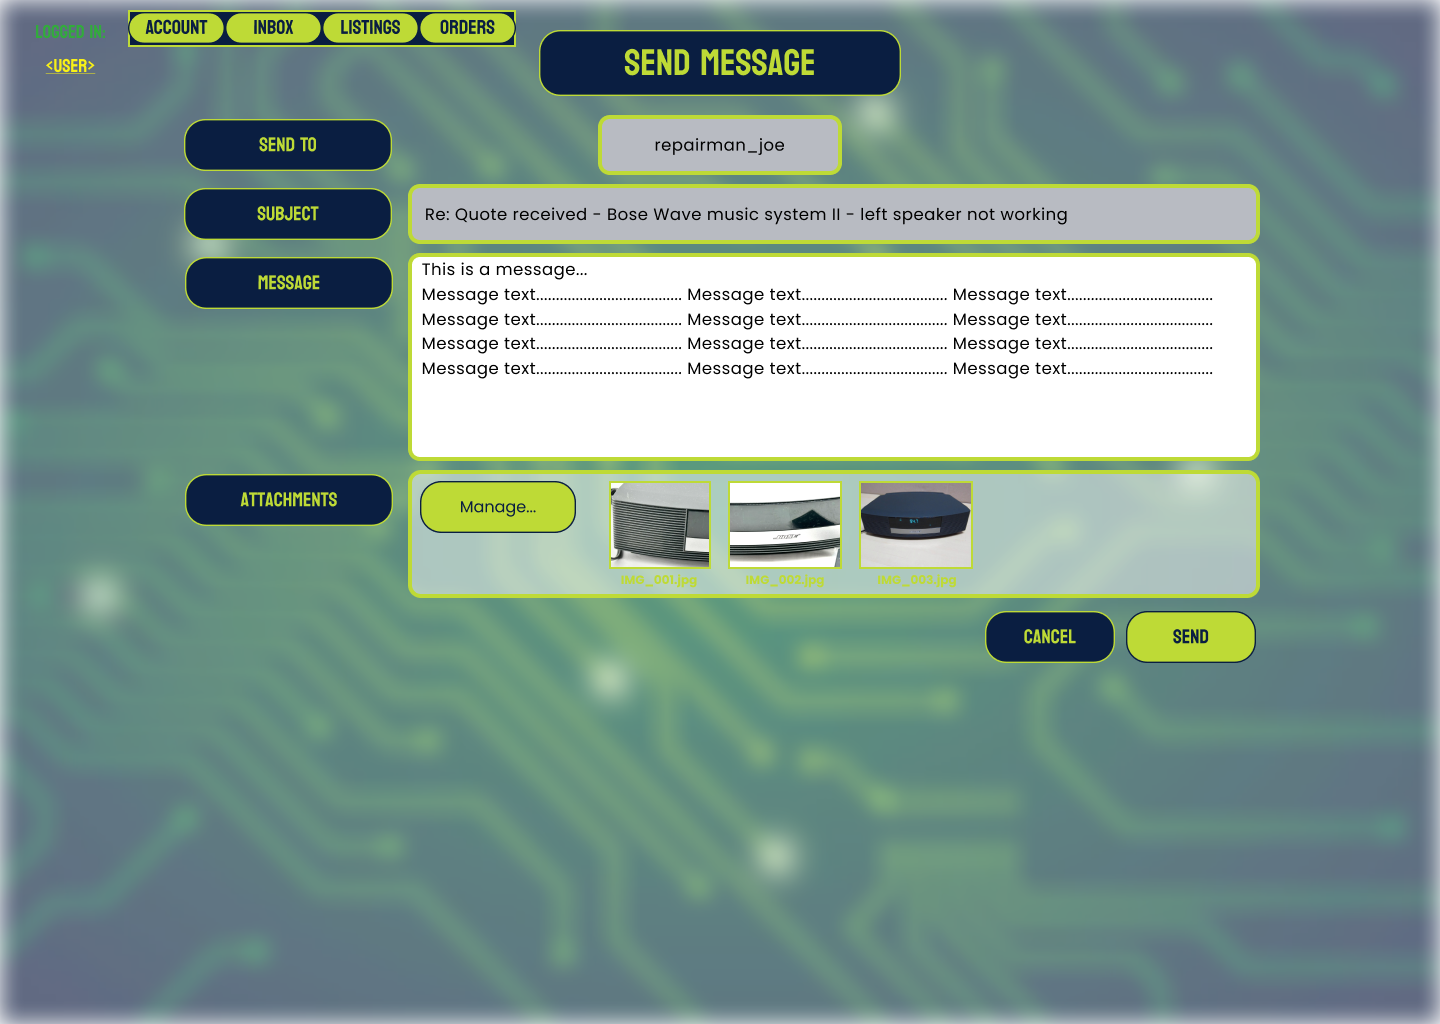 LOGGED IN:
<USER>
ACCOUNT INBOX LISTINGS ORDERS
SEND MESSAGE
SEND TO
repairman_joe
SUBJECT
Re: Quote received - Bose Wave music system II - left speaker not working
MESSAGE
This is a message...
Message text..................................... Message text..................................... Message text.....................................
Message text..................................... Message text..................................... Message text.....................................
Message text..................................... Message text..................................... Message text.....................................
Message text..................................... Message text..................................... Message text.....................................
ATTACHMENTS
Manage...
BOSE
IMG_001.jpg IMG_002.jpg IMG_003.jpg
CANCEL SEND